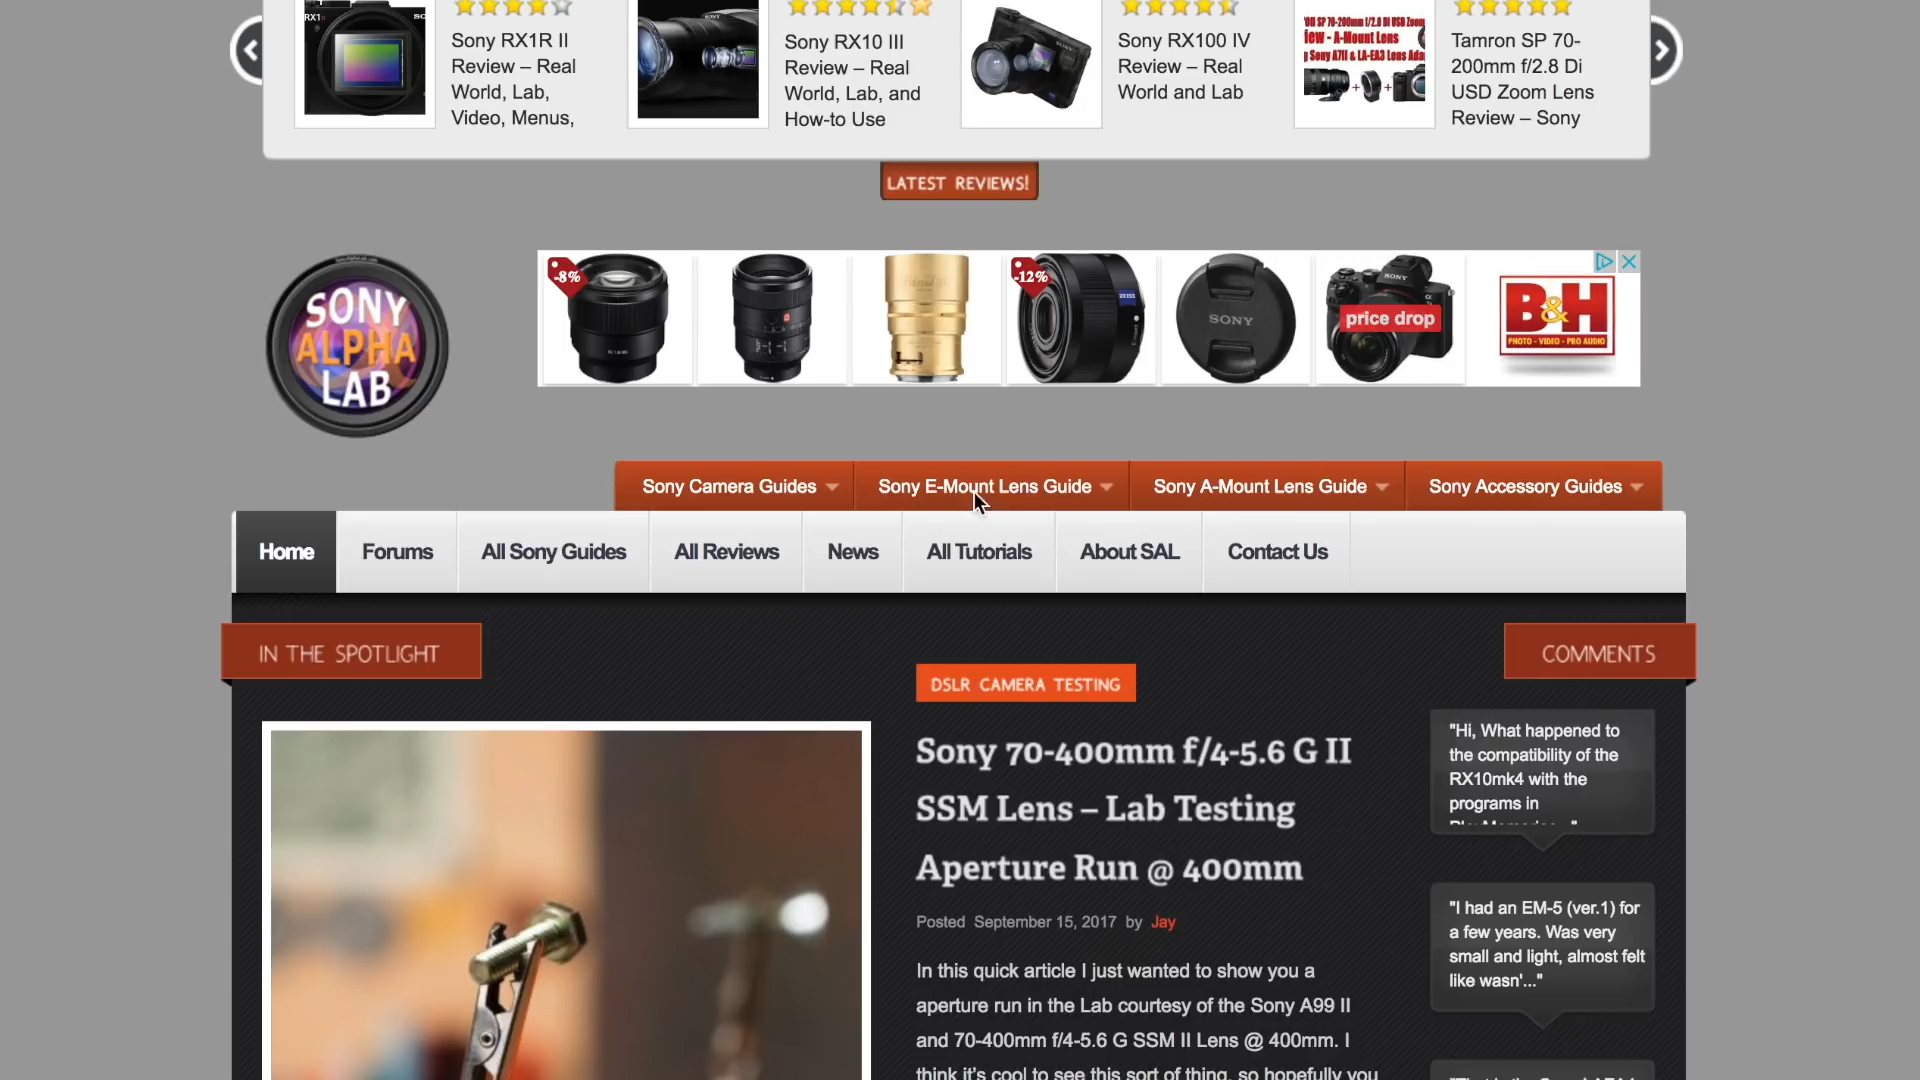 Sony RX1R II
Review – Real
World, Lab,
Video, Menus,
Sony RX10 III
Review – Real
World, Lab, and
How-to Use
Sony RX100 IV
Review – Real
World and Lab
Tamron SP 70-
200mm f/2.8 Di
USD Zoom Lens
Review – Sony
LATEST REVIEWS!
SONY
ALPHA
LAB
-8%
-12%
ZEISS
SONY
SONY
price drop
B&H
PHOTO - VIDEO - PRO AUDIO
Sony Camera Guides
Sony E-Mount Lens Guide
Sony A-Mount Lens Guide
Sony Accessory Guides
Home
Forums
All Sony Guides
All Reviews
News
All Tutorials
About SAL
Contact Us
IN THE SPOTLIGHT
COMMENTS
DSLR CAMERA TESTING
Sony 70-400mm f/4-5.6 G II
SSM Lens – Lab Testing
Aperture Run @ 400mm
Posted September 15, 2017 by Jay
In this quick article I just wanted to show you a
aperture run in the Lab courtesy of the Sony A99 II
and 70-400mm f/4-5.6 G SSM II Lens @ 400mm. I
think it's cool to see this sort of thing, so hopefully you
"Hi, What happened to
the compatibility of the
RX10mk4 with the
programs in
"I had an EM-5 (ver.1) for
a few years. Was very
small and light, almost felt
like wasn'..."